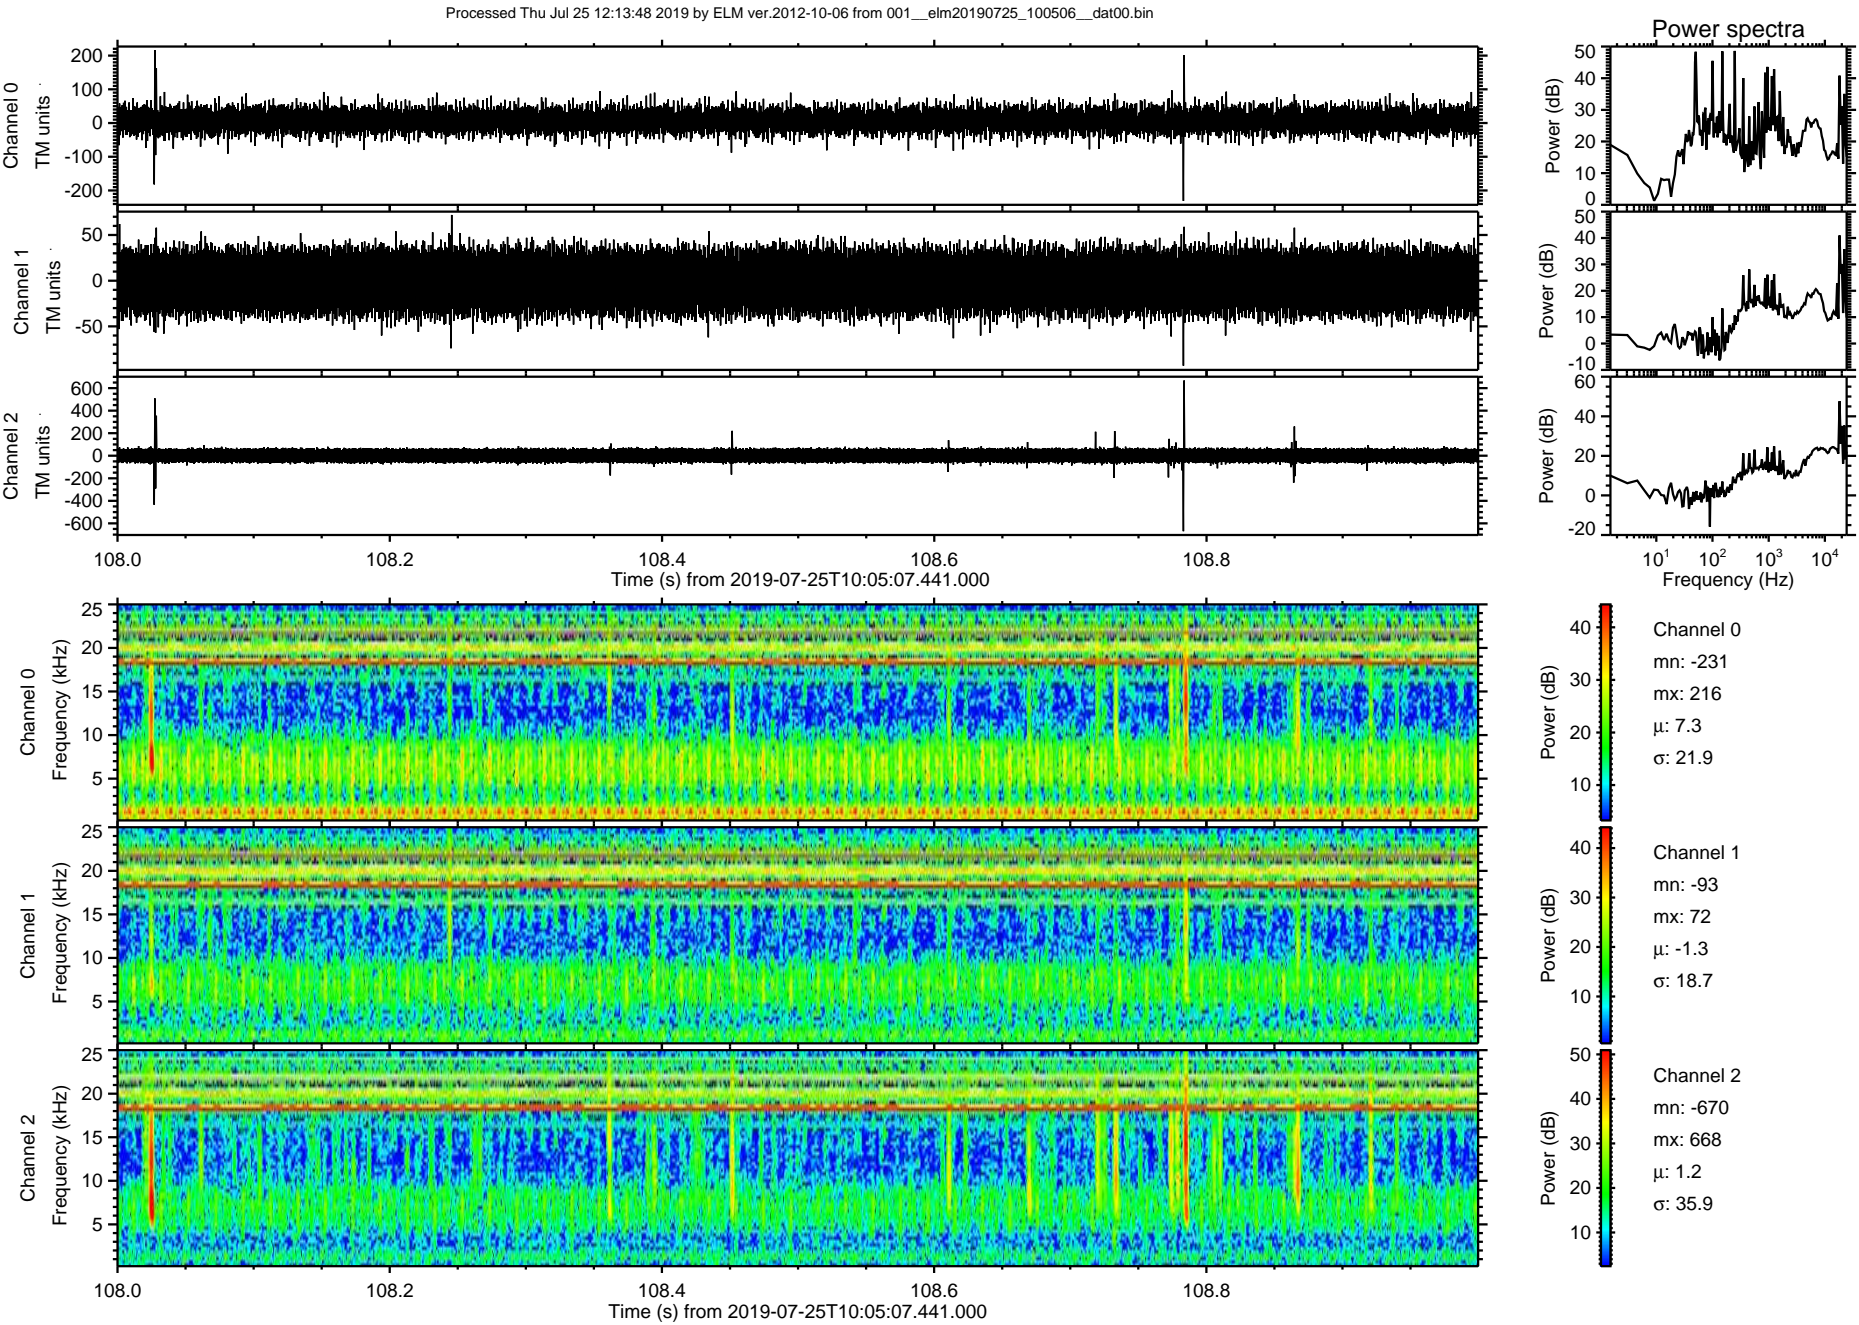 Processed Thu Jul 25 12:13:48 2019 by ELM ver.2012-10-06 from 001__elm20190725_100506__dat00.bin
Power spectra
Channel 0
TM units
200
100
0
-100
-200
Power (dB)
50
40
30
20
10
0
Channel 1
TM units
50
0
-50
Power (dB)
50
40
30
20
10
0
-10
Channel 2
TM units
600
400
200
0
-200
-400
-600
Power (dB)
60
40
20
0
-20
108.0 108.2 108.4 108.6 108.8
Time (s) from 2019-07-25T10:05:07.441.000
10¹ 10² 10³ 10⁴
Frequency (Hz)
Channel 0
Frequency (kHz)
25
20
15
10
5
Power (dB)
40
30
20
10
Channel 0
mn: -231
mx: 216
μ: 7.3
σ: 21.9
Channel 1
Frequency (kHz)
25
20
15
10
5
Power (dB)
40
30
20
10
Channel 1
mn: -93
mx: 72
μ: -1.3
σ: 18.7
Channel 2
Frequency (kHz)
25
20
15
10
5
Power (dB)
50
40
30
20
10
Channel 2
mn: -670
mx: 668
μ: 1.2
σ: 35.9
108.0 108.2 108.4 108.6 108.8
Time (s) from 2019-07-25T10:05:07.441.000